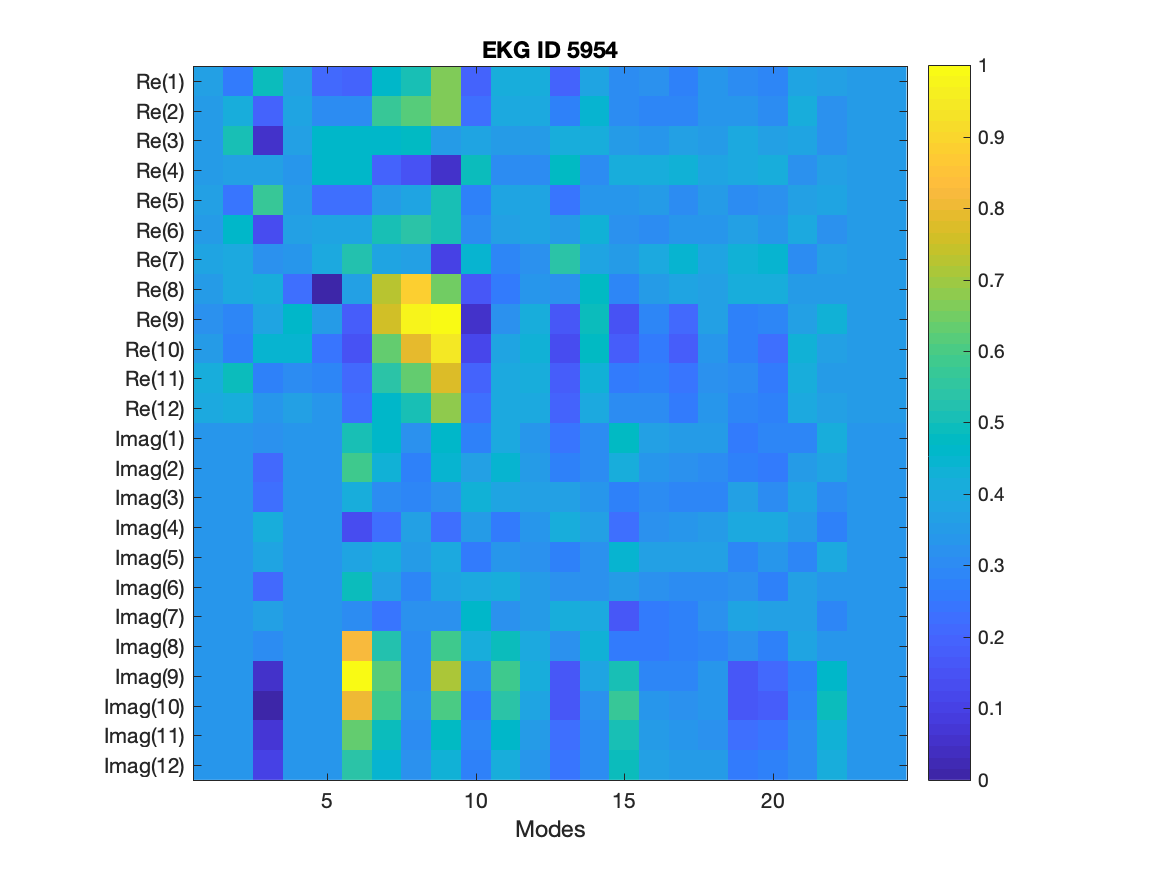 EKG ID 5954
Re(1)
Re(2)
Re(3)
Re(4)
Re(5)
Re(6)
Re(7)
Re(8)
Re(9)
Re(10)
Re(11)
Re(12)
Imag(1)
Imag(2)
Imag(3)
Imag(4)
Imag(5)
Imag(6)
Imag(7)
Imag(8)
Imag(9)
Imag(10)
Imag(11)
Imag(12)
5 10 15 20
Modes
1
0.9
0.8
0.7
0.6
0.5
0.4
0.3
0.2
0.1
0